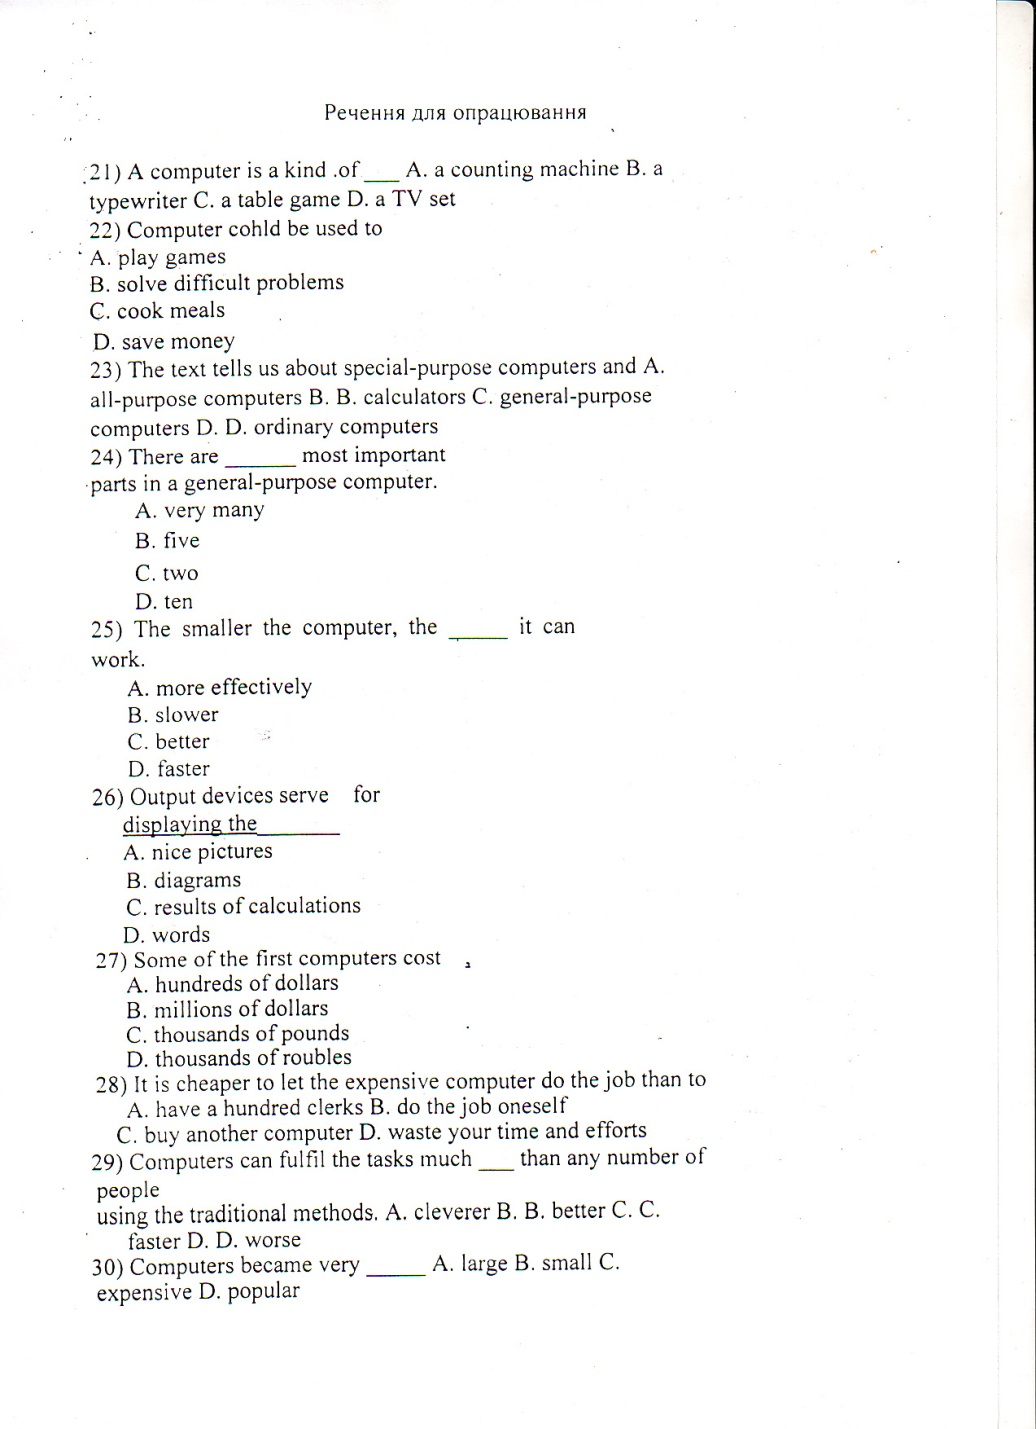 Речення для опрацювання
21) A computer is a kind .of ___ A. a counting machine B. a
typewriter C. a table game D. a TV set
22) Computer cohld be used to
A. play games
B. solve difficult problems
C. cook meals
D. save money
23) The text tells us about special-purpose computers and A.
all-purpose computers B. B. calculators C. general-purpose
computers D. D. ordinary computers
24) There are ______ most important
parts in a general-purpose computer.
A. very many
B. five
C. two
D. ten
25) The smaller the computer, the _____ it can
work.
A. more effectively
B. slower
C. better
D. faster
26) Output devices serve for
displaying the_______
A. nice pictures
B. diagrams
C. results of calculations
D. words
27) Some of the first computers cost
A. hundreds of dollars
B. millions of dollars
C. thousands of pounds
D. thousands of roubles
28) It is cheaper to let the expensive computer do the job than to
A. have a hundred clerks B. do the job oneself
C. buy another computer D. waste your time and efforts
29) Computers can fulfil the tasks much ___ than any number of
people
using the traditional methods. A. cleverer B. B. better C. C.
faster D. D. worse
30) Computers became very _____ A. large B. small C.
expensive D. popular